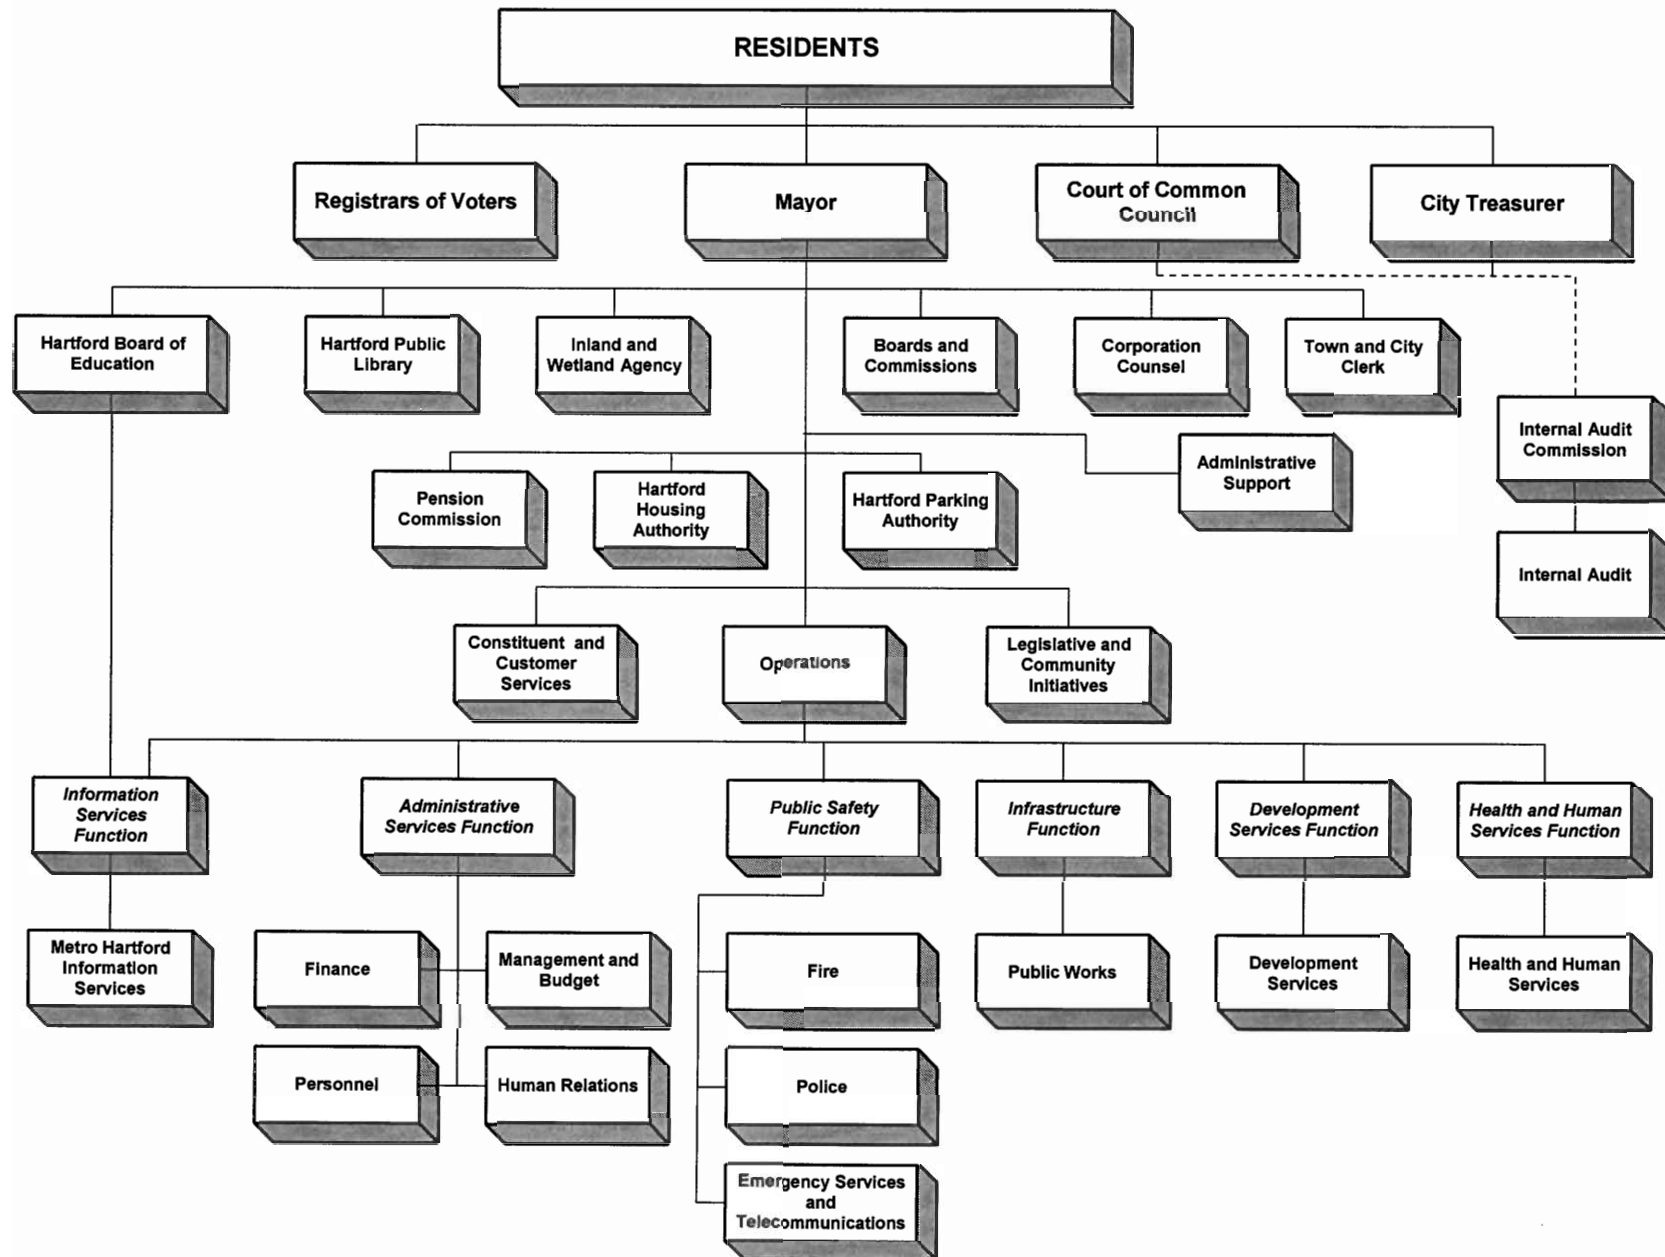 RESIDENTS
Registrars of Voters
Mayor
Court of Common
Council
City Treasurer
Hartford Board of
Education
Hartford Public
Library
Inland and
Wetland Agency
Boards and
Commissions
Corporation
Counsel
Town and City
Clerk
Internal Audit
Commission
Administrative
Support
Pension
Commission
Hartford
Housing
Authority
Hartford Parking
Authority
Internal Audit
Constituent and
Customer
Services
Operations
Legislative and
Community
Initiatives
Information
Services
Function
Administrative
Services Function
Public Safety
Function
Infrastructure
Function
Development
Services Function
Health and Human
Services Function
Metro Hartford
Information
Services
Finance
Management and
Budget
Fire
Public Works
Development
Services
Health and Human
Services
Personnel
Human Relations
Police
Emergency Services
and
Telecommunications